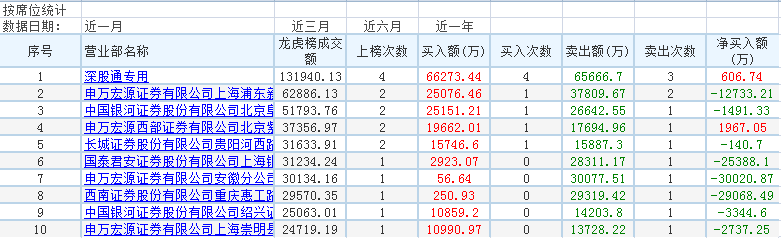 按席位统计
数据日期: 近一月 近三月 近六月 近一年
序号 营业部名称 龙虎榜成交额 上榜次数 买入额(万) 买入次数 卖出额(万) 卖出次数 净买入额(万)
1 深股通专用 131940.13 4 66273.44 4 65666.7 3 606.74
2 申万宏源证券有限公司上海浦东新 62886.13 2 25076.46 2 37809.67 2 -12733.21
3 中国银河证券股份有限公司北京阜 51793.76 2 25151.21 1 26642.55 1 -1491.33
4 申万宏源西部证券有限公司北京紫 37356.97 2 19662.01 1 17694.96 1 1967.05
5 长城证券股份有限公司贵阳河西路 31633.91 2 15746.6 1 15887.3 1 -140.7
6 国泰君安证券股份有限公司上海银 31234.24 1 2923.07 0 28311.17 1 -25388.1
7 申万宏源证券有限公司安徽分公司 30134.16 1 56.64 0 30077.51 1 -30020.87
8 西南证券股份有限公司重庆惠工路 29570.35 1 250.93 0 29319.42 1 -29068.49
9 中国银河证券股份有限公司绍兴证 25063.01 1 10859.2 0 14203.8 1 -3344.6
10 申万宏源证券有限公司上海崇明县 24719.19 1 10990.97 0 13728.22 1 -2737.25